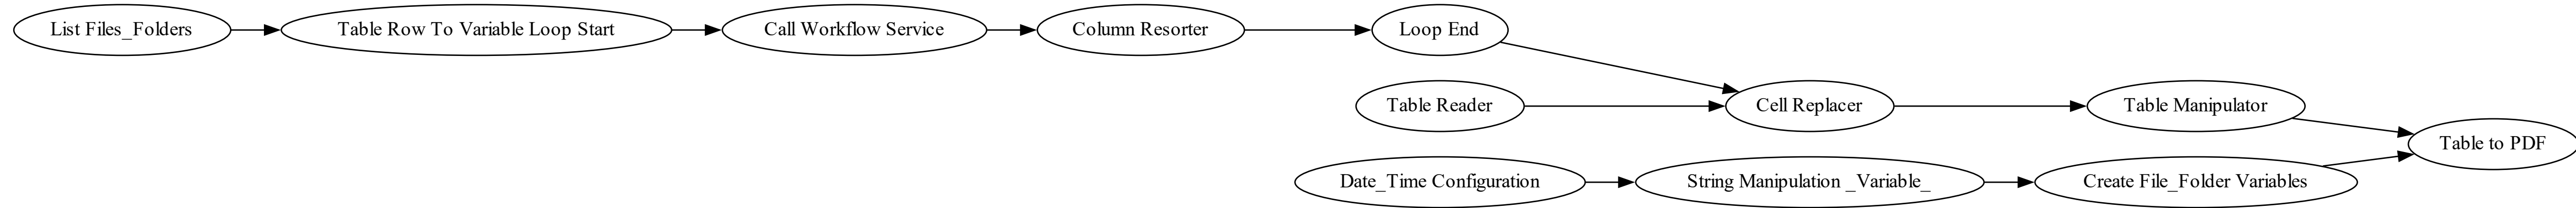 List Files_Folders
Table Row To Variable Loop Start
Call Workflow Service
Column Resorter
Loop End
Table Reader
Cell Replacer
Table Manipulator
Table to PDF
Date_Time Configuration
String Manipulation _Variable_
Create File_Folder Variables